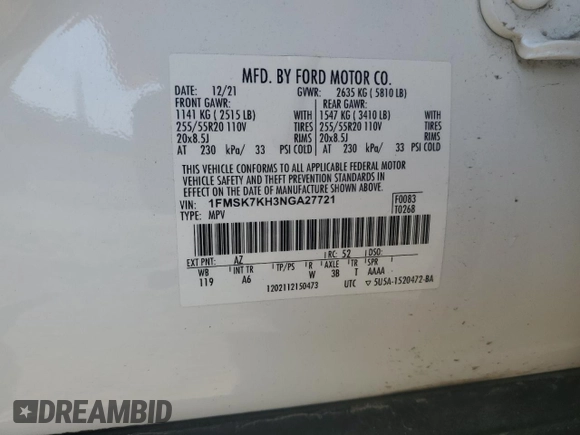 MFD. BY FORD MOTOR CO.
DATE: 12/21 GVWR: 2635 KG ( 5810 LB)
FRONT GAWR: REAR GAWR:
1141 KG ( 2515 LB) WITH 1547 KG ( 3410 LB) WITH
255/55R20 110V TIRES 255/55R20 110V TIRES
20x8.5J RIMS 20x8.5J RIMS
AT 230 kPa/ 33 PSI COLD AT 230 kPa/ 33 PSI COLD
THIS VEHICLE CONFORMS TO ALL APPLICABLE FEDERAL MOTOR
VEHICLE SAFETY AND THEFT PREVENTION STANDARDS IN
EFFECT ON THE DATE OF MANUFACTURE SHOWN ABOVE.
VIN: 1FMSK7KH3NGA27721 F0083
TYPE: MPV T0268
EXT PNT: AZ RC: 52 DSO:
WB INT TR TP/PS R AXLE TR SPR
119 A6 W 3B T AAAA
1202112150473 UTC ▽5U5A-1520472-BA
DREAMBID